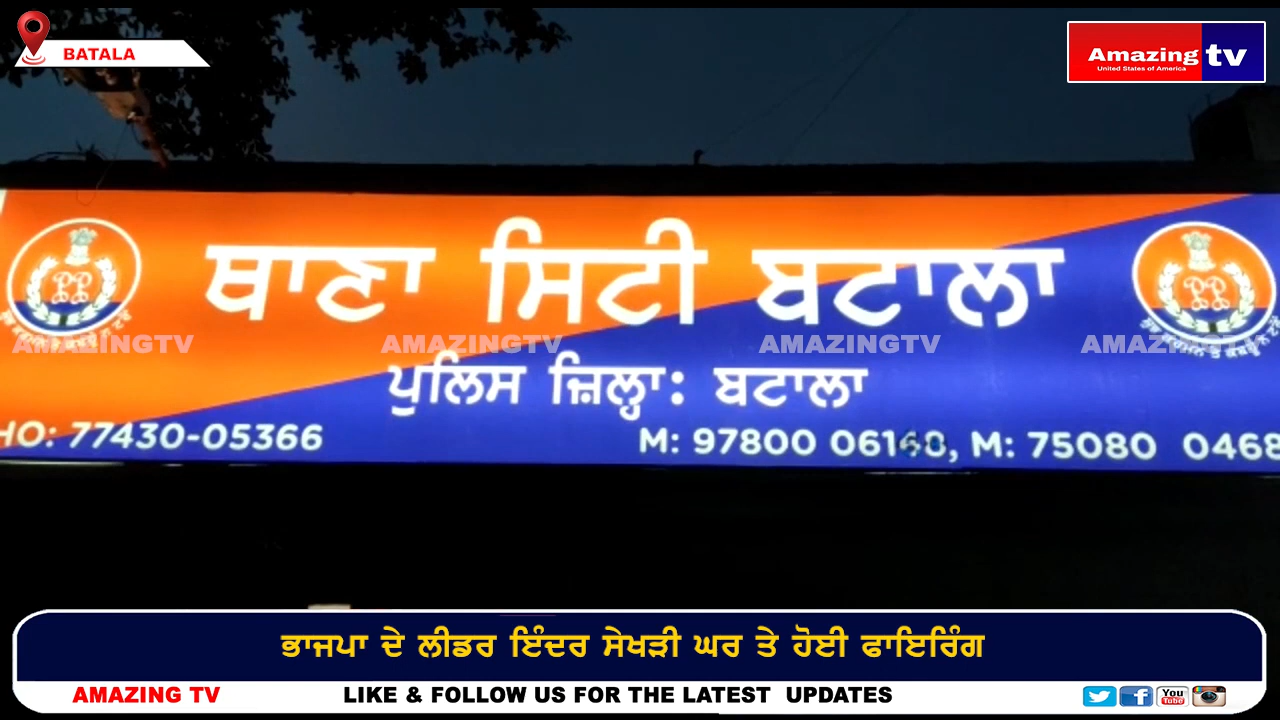 BATALA
Amazing tv
United States of America
ਥਾਣਾ ਸਿਟੀ ਬਟਾਲਾ
AMAZINGTV AMAZINGTV AMAZINGTV AMAZINGTV
ਪੁਲਿਸ ਜ਼ਿਲ੍ਹਾ: ਬਟਾਲਾ
HO: 77430-05366 M: 97800 06168, M: 75080 0468
ਭਾਜਪਾ ਦੇ ਲੀਡਰ ਇੰਦਰ ਸੇਖੜੀ ਘਰ ਤੇ ਹੋਈ ਫਾਇਰਿੰਗ
AMAZING TV LIKE & FOLLOW US FOR THE LATEST UPDATES
You Tube